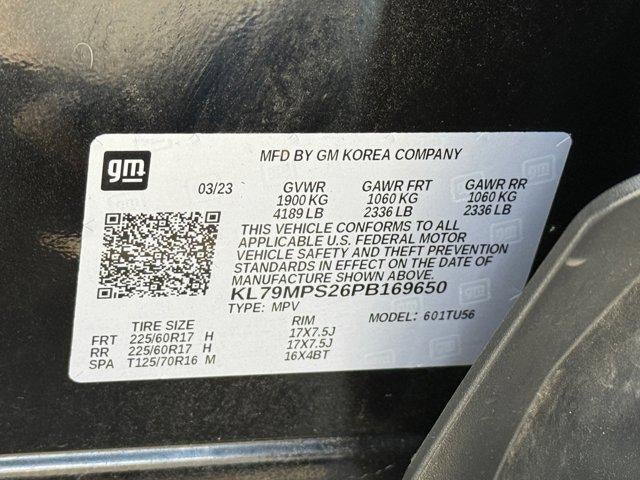 gm
MFD BY GM KOREA COMPANY
03/23 GVWR GAWR FRT GAWR RR
1900 KG 1060 KG 1060 KG
4189 LB 2336 LB 2336 LB
THIS VEHICLE CONFORMS TO ALL
APPLICABLE U.S. FEDERAL MOTOR
VEHICLE SAFETY AND THEFT PREVENTION
STANDARDS IN EFFECT ON THE DATE OF
MANUFACTURE SHOWN ABOVE.
KL79MPS26PB169650
TYPE: MPV MODEL: 601TU56
TIRE SIZE RIM
FRT 225/60R17 H 17X7.5J
RR 225/60R17 H 17X7.5J
SPA T125/70R16 M 16X4BT